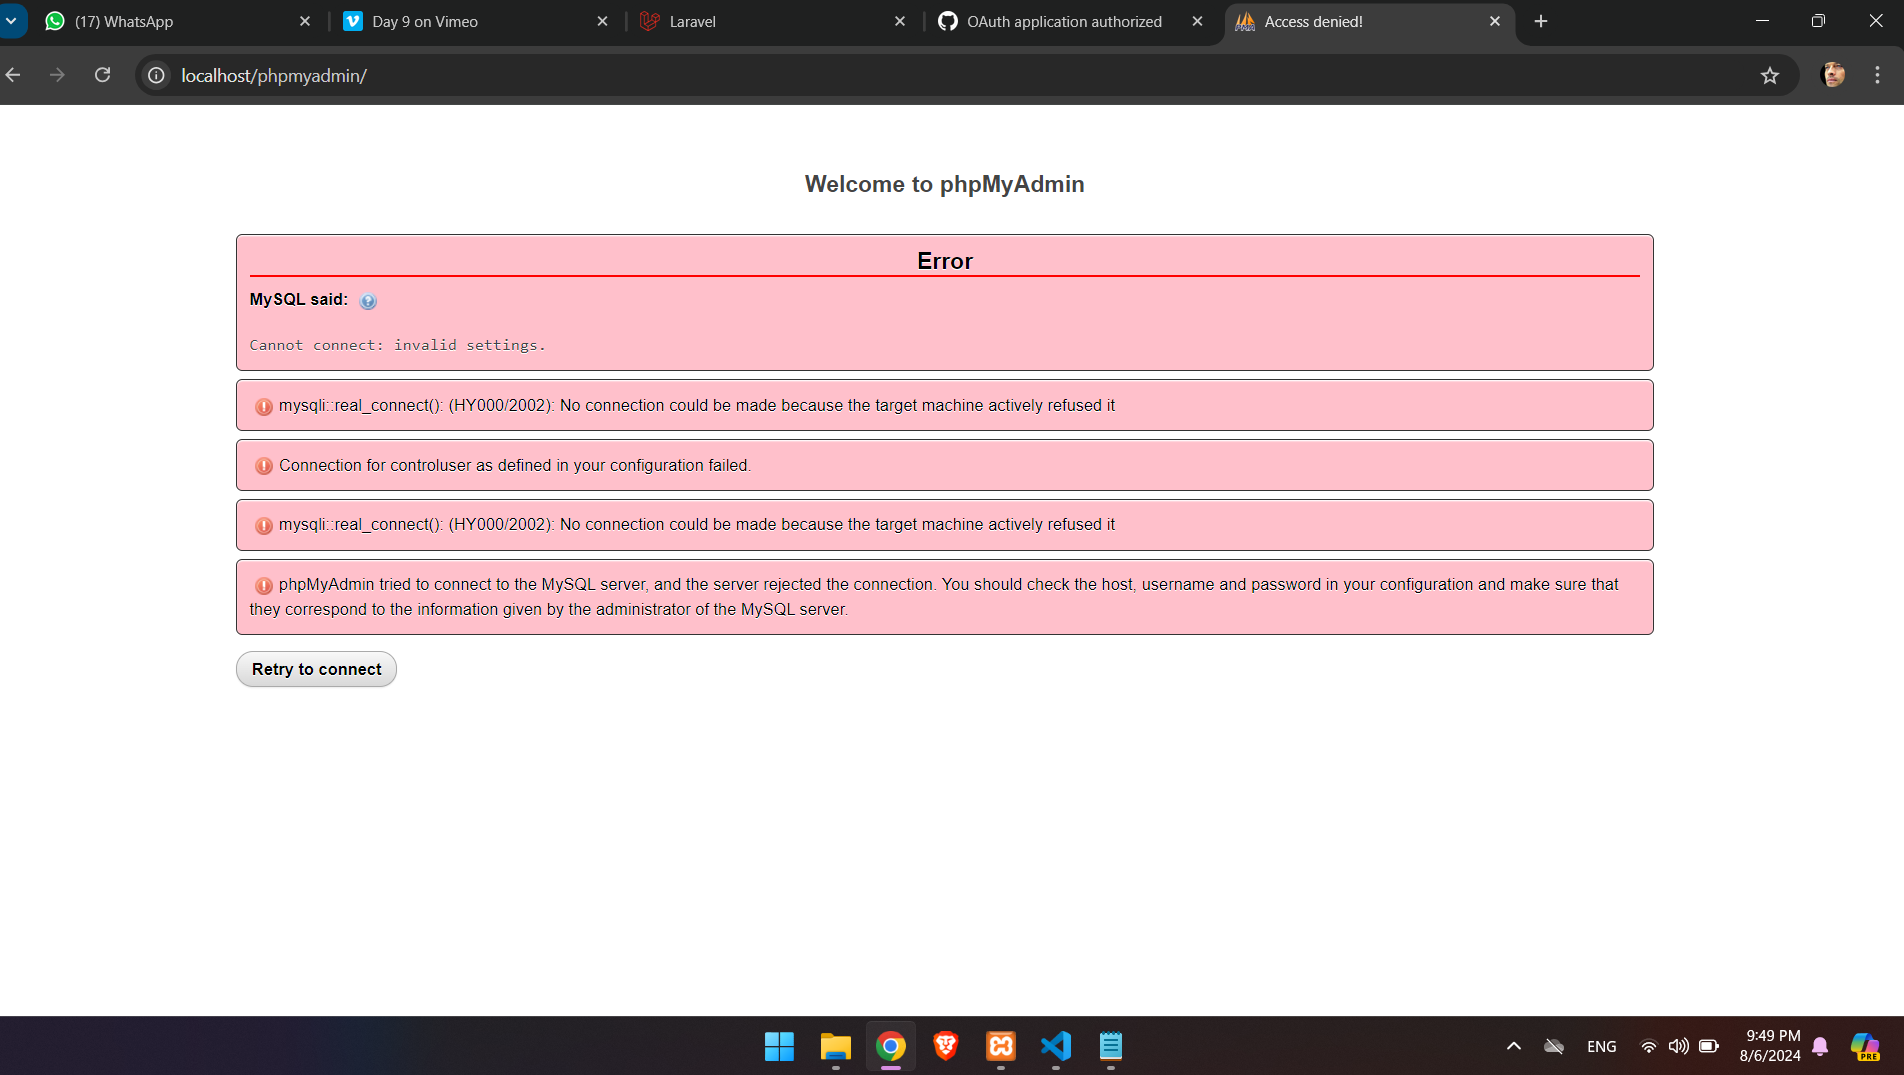 (17) WhatsApp
Day 9 on Vimeo
Laravel
OAuth application authorized
Access denied!
localhost/phpmyadmin/
Welcome to phpMyAdmin
Error
MySQL said:
Cannot connect: invalid settings.
mysqli::real_connect(): (HY000/2002): No connection could be made because the target machine actively refused it
Connection for controluser as defined in your configuration failed.
mysqli::real_connect(): (HY000/2002): No connection could be made because the target machine actively refused it
phpMyAdmin tried to connect to the MySQL server, and the server rejected the connection. You should check the host, username and password in your configuration and make sure that
they correspond to the information given by the administrator of the MySQL server.
Retry to connect
ENG
9:49 PM
8/6/2024
PRE